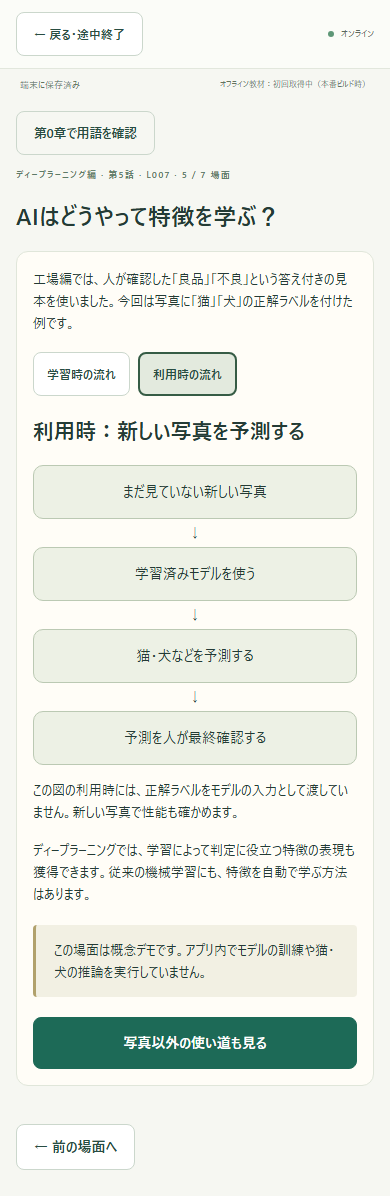 ← 戻る・途中終了
オンライン
端末に保存済み
オフライン教材：初回取得中（本番ビルド時）
第0章で用語を確認
ディープラーニング編 · 第5話 · L007 · 5 / 7 場面
AIはどうやって特徴を学ぶ？
工場編では、人が確認した「良品」「不良」という答え付きの見
本を使いました。今回は写真に「猫」「犬」の正解ラベルを付けた
例です。
学習時の流れ
利用時の流れ
利用時：新しい写真を予測する
まだ見ていない新しい写真
↓
学習済みモデルを使う
↓
猫・犬などを予測する
↓
予測を人が最終確認する
この図の利用時には、正解ラベルをモデルの入力として渡してい
ません。新しい写真で性能も確かめます。
ディープラーニングでは、学習によって判定に役立つ特徴の表現も
獲得できます。従来の機械学習にも、特徴を自動で学ぶ方法
はあります。
この場面は概念デモです。アプリ内でモデルの訓練や猫・
犬の推論を実行していません。
写真以外の使い道も見る
← 前の場面へ